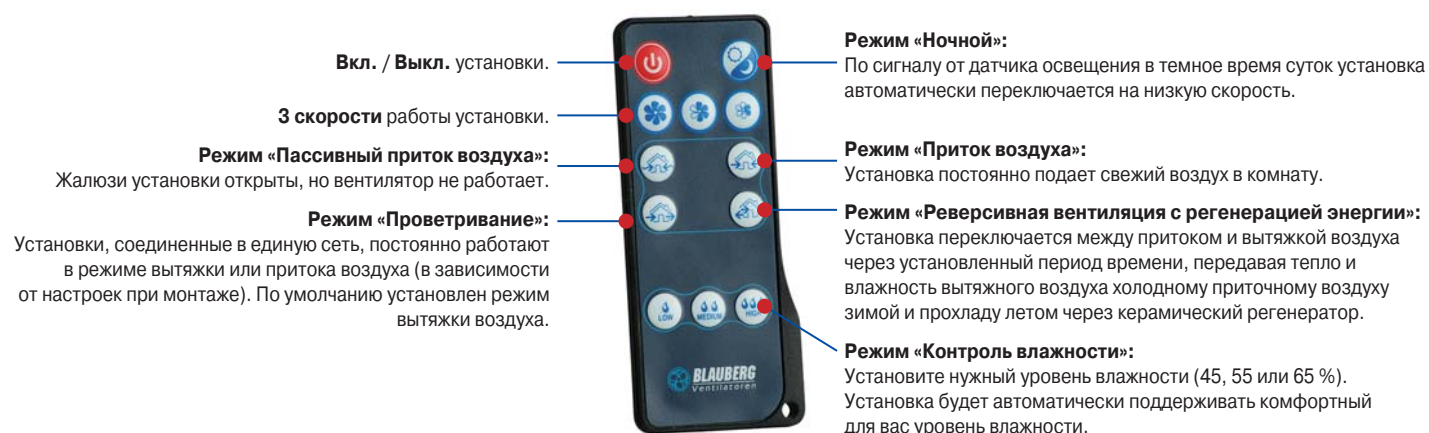 Вкл. / Выкл. установки.
3 скорости работы установки.
Режим «Пассивный приток воздуха»:
Жалюзи установки открыты, но вентилятор не работает.
Режим «Проветривание»:
Установки, соединенные в единую сеть, постоянно работают
в режиме вытяжки или притока воздуха (в зависимости
от настроек при монтаже). По умолчанию установлен режим
вытяжки воздуха.
LOW
MEDIUM
HIGH
BLAUBERG
Ventilatoren
Режим «Ночной»:
По сигналу от датчика освещения в темное время суток установка
автоматически переключается на низкую скорость.
Режим «Приток воздуха»:
Установка постоянно подает свежий воздух в комнату.
Режим «Реверсивная вентиляция с регенерацией энергии»:
Установка переключается между притоком и вытяжкой воздуха
через установленный период времени, передавая тепло и
влажность вытяжного воздуха холодному приточному воздуху
зимой и прохладу летом через керамический регенератор.
Режим «Контроль влажности»:
Установите нужный уровень влажности (45, 55 или 65 %).
Установка будет автоматически поддерживать комфортный
для вас уровень влажности.